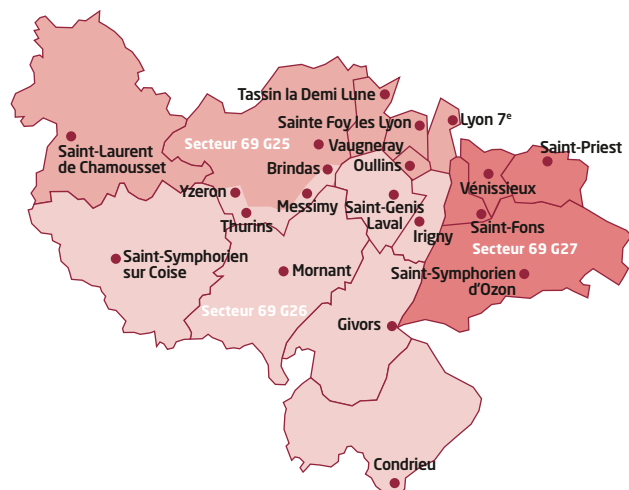 Tassin la Demi Lune
Sainte Foy les Lyon
Lyon 7e
Secteur 69 G25
Vaugneray
Saint-Priest
Saint-Laurent
de Chamousset
Brindas
Oullins
Vénissieux
Yzeron
Messimy
Saint-Genis
Laval
Thurins
Irigny
Saint-Fons
Secteur 69 G27
Saint-Symphorien
sur Coise
Mornant
Saint-Symphorien
d'Ozon
Secteur 69 G26
Givors
Condrieu